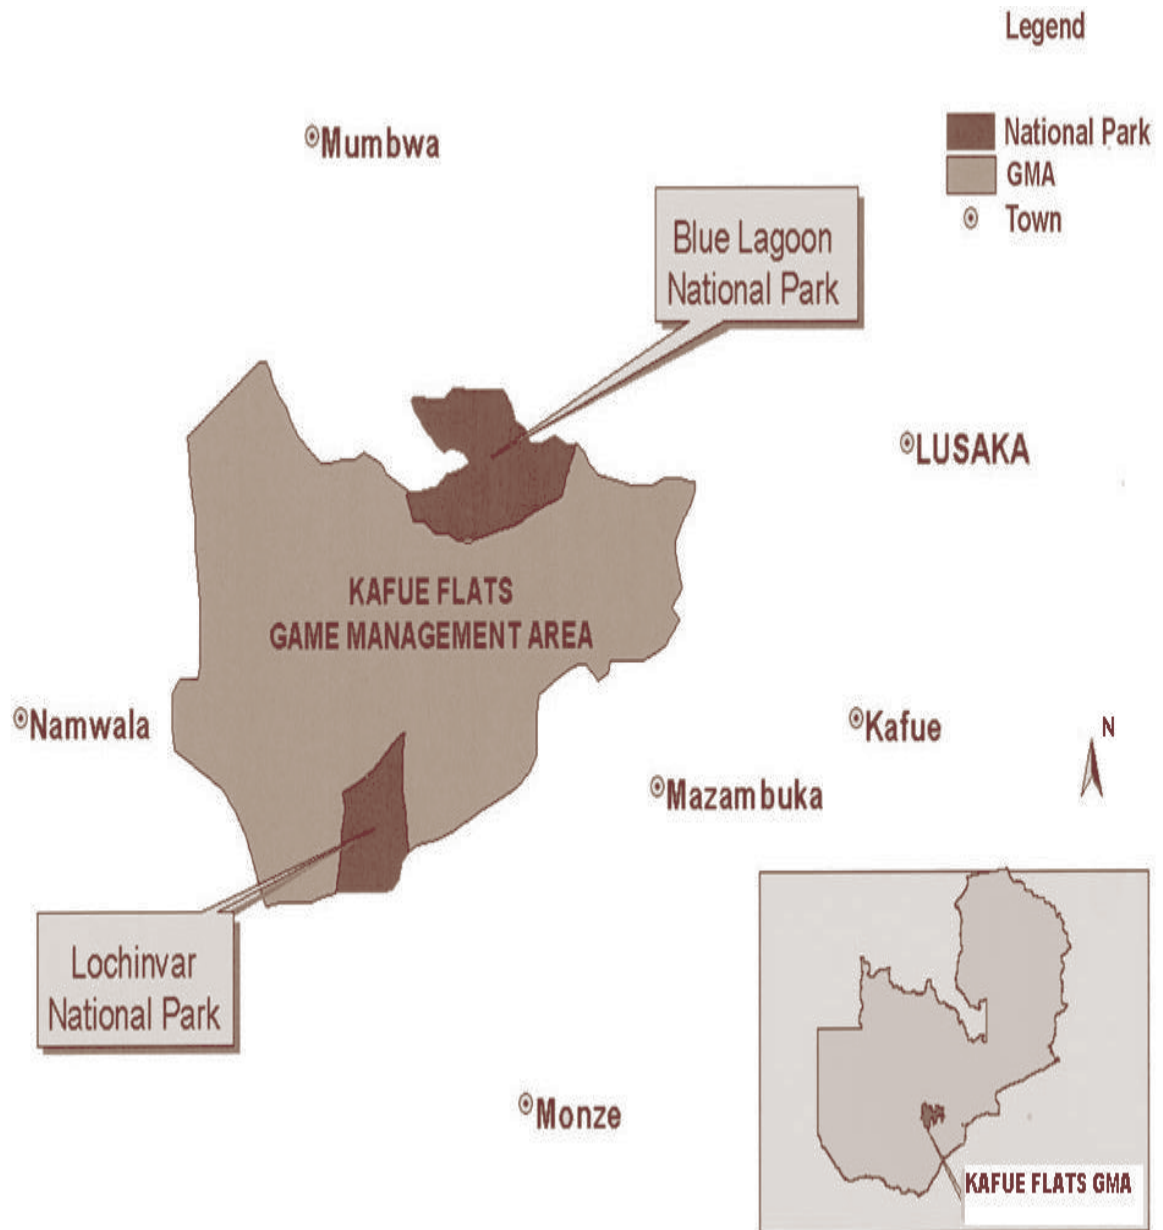 Legend
National Park
GMA
Town
Mumbwa
Blue Lagoon
National Park
LUSAKA
KAFUE FLATS
GAME MANAGEMENT AREA
Namwala
Kafue
N
Mazambuka
Lochinvar
National Park
Monze
KAFUE FLATS GMA